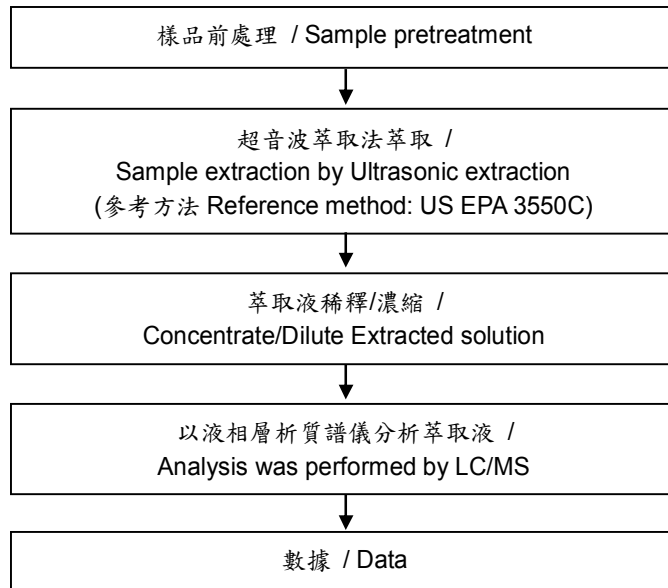 樣品前處理 / Sample pretreatment
超音波萃取法萃取 /
Sample extraction by Ultrasonic extraction
(參考方法 Reference method: US EPA 3550C)
萃取液稀釋/濃縮 /
Concentrate/Dilute Extracted solution
以液相層析質譜儀分析萃取液 /
Analysis was performed by LC/MS
數據 / Data